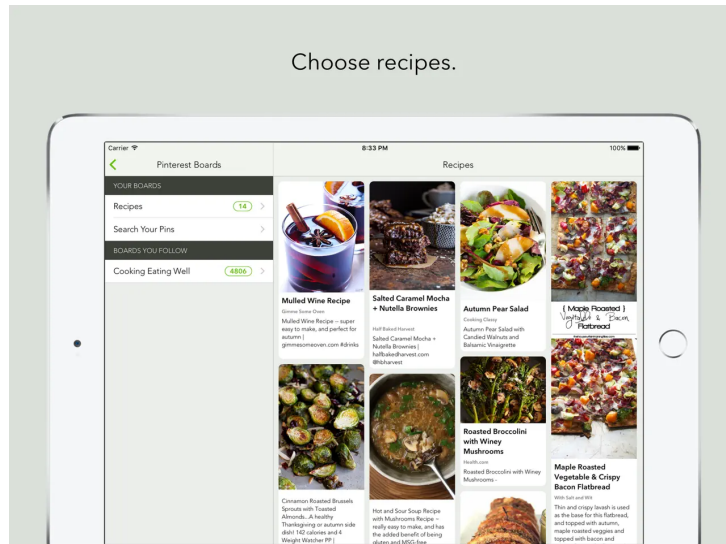 Choose recipes.
Carrier
8:33 PM
100%
Pinterest Boards
Recipes
YOUR BOARDS
Recipes
14
Search Your Pins
BOARDS YOU FOLLOW
Cooking Eating Well
4806
Mulled Wine Recipe
Gimme Some Oven
Mulled Wine Recipe -- super
easy to make, and perfect for
autumn |
gimmesomeoven.com #drinks
Cinnamon Roasted Brussels
Sprouts with Toasted
Almonds...A healthy
Thanksgiving or autumn side
dish! 142 calories and 4
Weight Watcher PP |
Salted Caramel Mocha
+ Nutella Brownies
Half Baked Harvest
Salted Caramel Mocha +
Nutella Brownies |
halfbakedharvest.com
@hbharvest
Hot and Sour Soup Recipe
with Mushrooms Recipe ~
really easy to make, and has
the added benefit of being
gluten and MSG-free
Autumn Pear Salad
Cooking Classy
Autumn Pear Salad with
Candied Walnuts and
Balsamic Vinaigrette
Roasted Broccolini
with Winey
Mushrooms
Health.com
Roasted Broccolini with Winey
Mushrooms -
{ Maple Roasted }
Vegetable & Bacon
Flatbread
Maple Roasted
Vegetable & Crispy
Bacon Flatbread
With Salt and Wit
Thin and crispy lavash is used
as the base for this flatbread,
and topped with autumn,
maple roasted veggies and
topped with bacon and